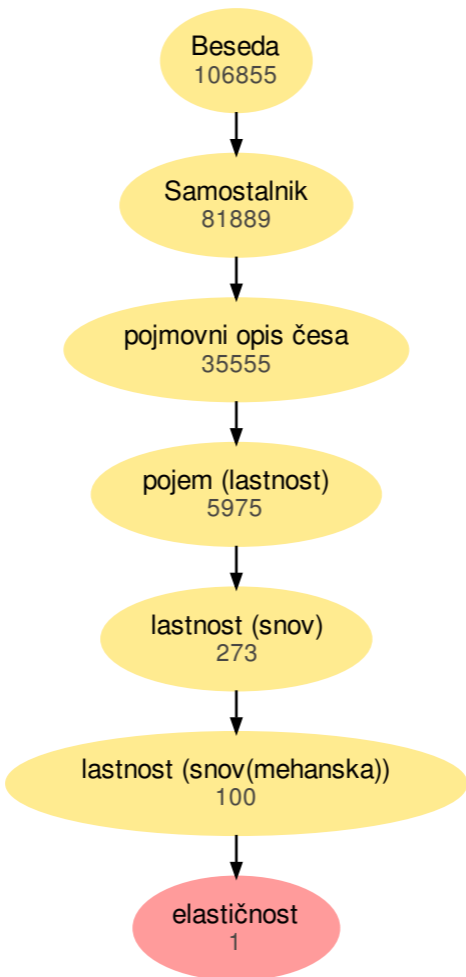 Beseda
106855
Samostalnik
81889
pojmovni opis česa
35555
pojem (lastnost)
5975
lastnost (snov)
273
lastnost (snov(mehanska))
100
elastičnost
1